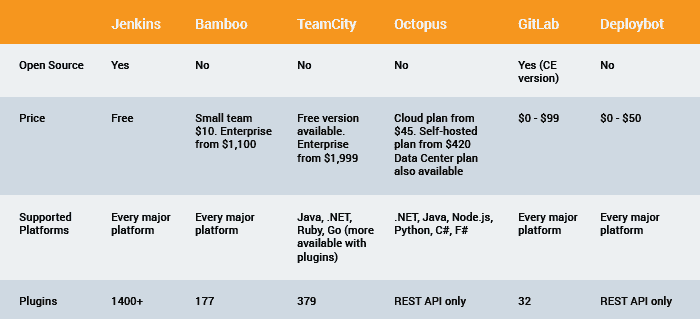 Jenkins Bamboo TeamCity Octopus GitLab Deploybot
Open Source Yes No No No Yes (CE version) No
Price Free Small team $10. Enterprise from $1,100 Free version available. Enterprise from $1,999 Cloud plan from $45. Self-hosted plan from $420 Data Center plan also available $0 - $99 $0 - $50
Supported Platforms Every major platform Every major platform Java, .NET, Ruby, Go (more available with plugins) .NET, Java, Node.js, Python, C#, F# Every major platform Every major platform
Plugins 1400+ 177 379 REST API only 32 REST API only